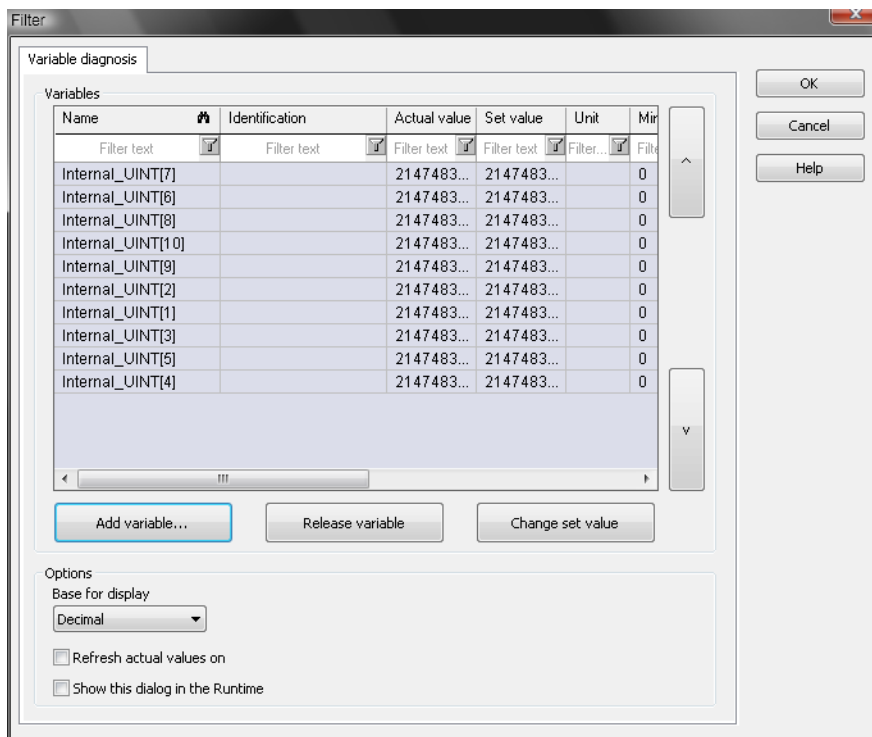 Filter
Variable diagnosis
OK
Cancel
Help
Variables
Name Identification Actual value Set value Unit Mir
Filter text Filter text Filter text Filter text Filter... Filte
Internal_UINT[7] 2147483... 2147483... 0
Internal_UINT[6] 2147483... 2147483... 0
Internal_UINT[8] 2147483... 2147483... 0
Internal_UINT[10] 2147483... 2147483... 0
Internal_UINT[9] 2147483... 2147483... 0
Internal_UINT[2] 2147483... 2147483... 0
Internal_UINT[1] 2147483... 2147483... 0
Internal_UINT[3] 2147483... 2147483... 0
Internal_UINT[5] 2147483... 2147483... 0
Internal_UINT[4] 2147483... 2147483... 0
Add variable... Release variable Change set value
Options
Base for display
Decimal
Refresh actual values on
Show this dialog in the Runtime